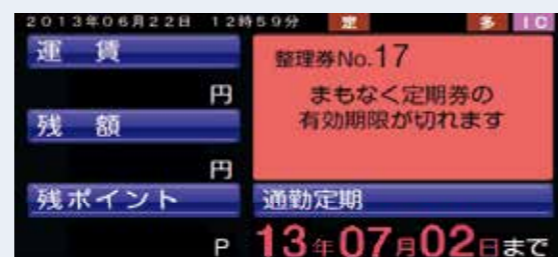 2013年06月22日 12時59分 定 多 IC
運賃
円
整理券No.17
まもなく定期券の
有効期限が切れます
残額
円
残ポイント
P
通勤定期
13年07月02日まで